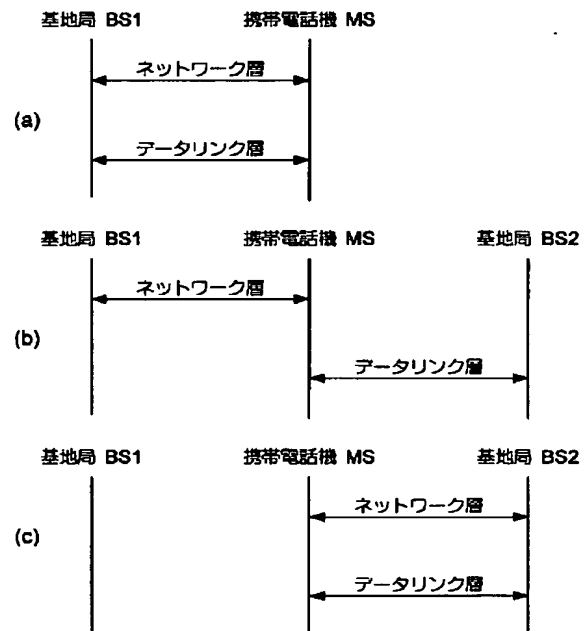 基地局 BS1 携帯電話機 MS
ネットワーク層
(a)
データリンク層
基地局 BS1 携帯電話機 MS 基地局 BS2
ネットワーク層
(b)
データリンク層
基地局 BS1 携帯電話機 MS 基地局 BS2
ネットワーク層
(c)
データリンク層